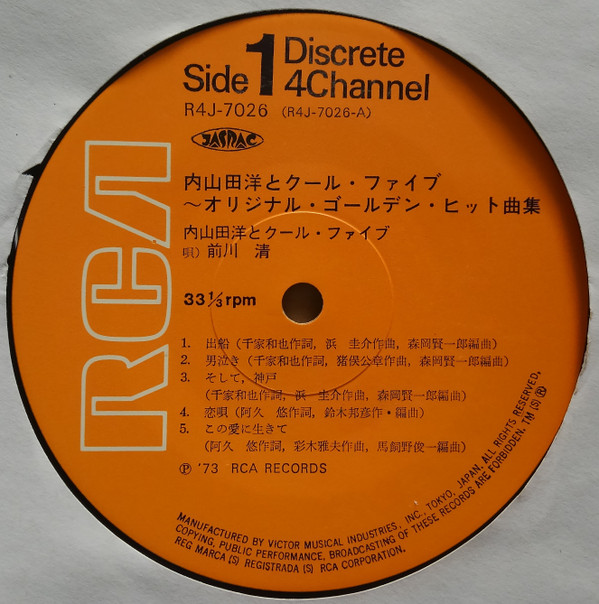 Side 1 Discrete
4Channel
R4J-7026 (R4J-7026-A)
JASRAC
RCA
内山田洋とクール・ファイブ
～オリジナル・ゴールデン・ヒット曲集
内山田洋とクール・ファイブ
唄) 前川 清
33 1/3 rpm
1. 出船 (千家和也作詞, 浜 圭介作曲, 森岡賢一郎編曲)
2. 男泣き (千家和也作詞, 猪俣公章作曲, 森岡賢一郎編曲)
3. そして, 神戸
(千家和也作詞, 浜 圭介作曲, 森岡賢一郎編曲)
4. 恋唄 (阿久 悠作詞, 鈴木邦彦作・編曲)
5. この愛に生きて
(阿久 悠作詞, 彩木雅夫作曲, 馬飼野俊一編曲)
Ⓟ '73 RCA RECORDS
MANUFACTURED BY VICTOR MUSICAL INDUSTRIES, INC., TOKYO, JAPAN. ALL RIGHTS RESERVED,
COPYING, PUBLIC PERFORMANCE, BROADCASTING OF THESE RECORDS ARE FORBIDDEN. TM (S) ®
REG MARCA (S) REGISTRADA (S) RCA CORPORATION.